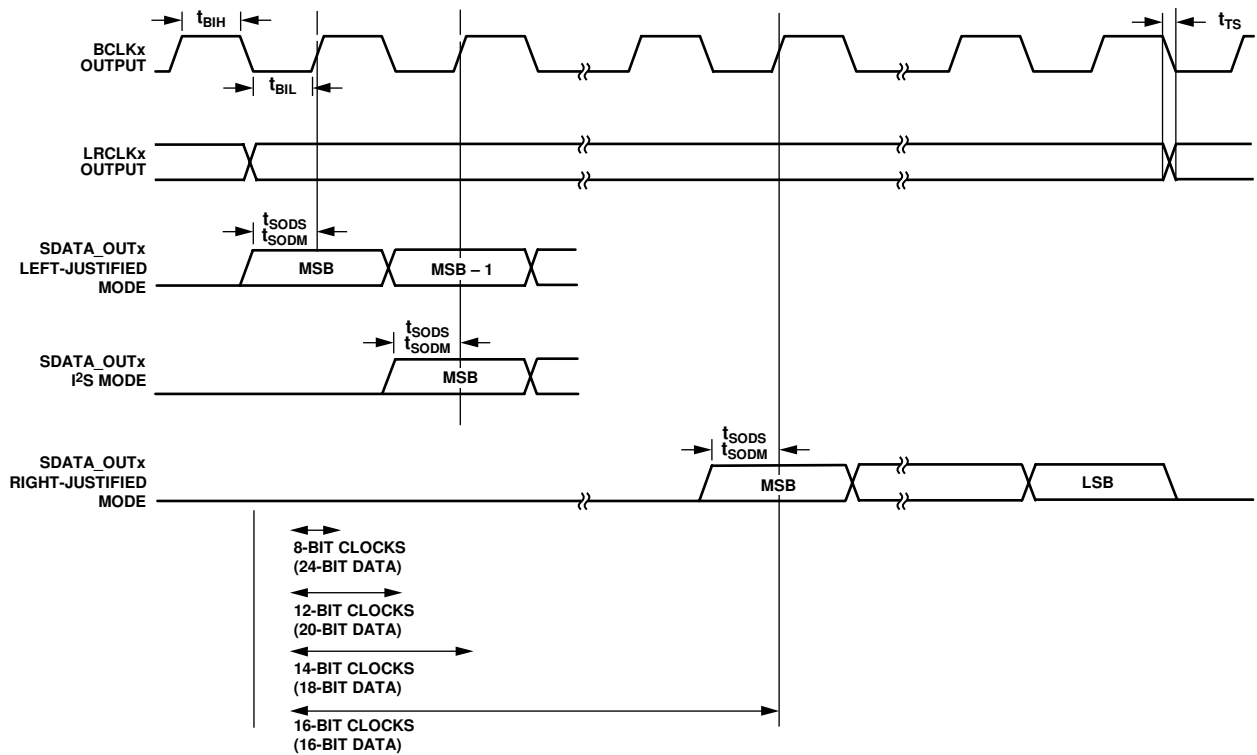 tBIH
tTS
BCLKx
OUTPUT
tBIL
LRCLKx
OUTPUT
tSODS
tSODM
SDATA_OUTx
LEFT-JUSTIFIED
MODE
MSB
MSB – 1
tSODS
tSODM
SDATA_OUTx
I2S MODE
MSB
tSODS
tSODM
SDATA_OUTx
RIGHT-JUSTIFIED
MODE
MSB
LSB
8-BIT CLOCKS
(24-BIT DATA)
12-BIT CLOCKS
(20-BIT DATA)
14-BIT CLOCKS
(18-BIT DATA)
16-BIT CLOCKS
(16-BIT DATA)